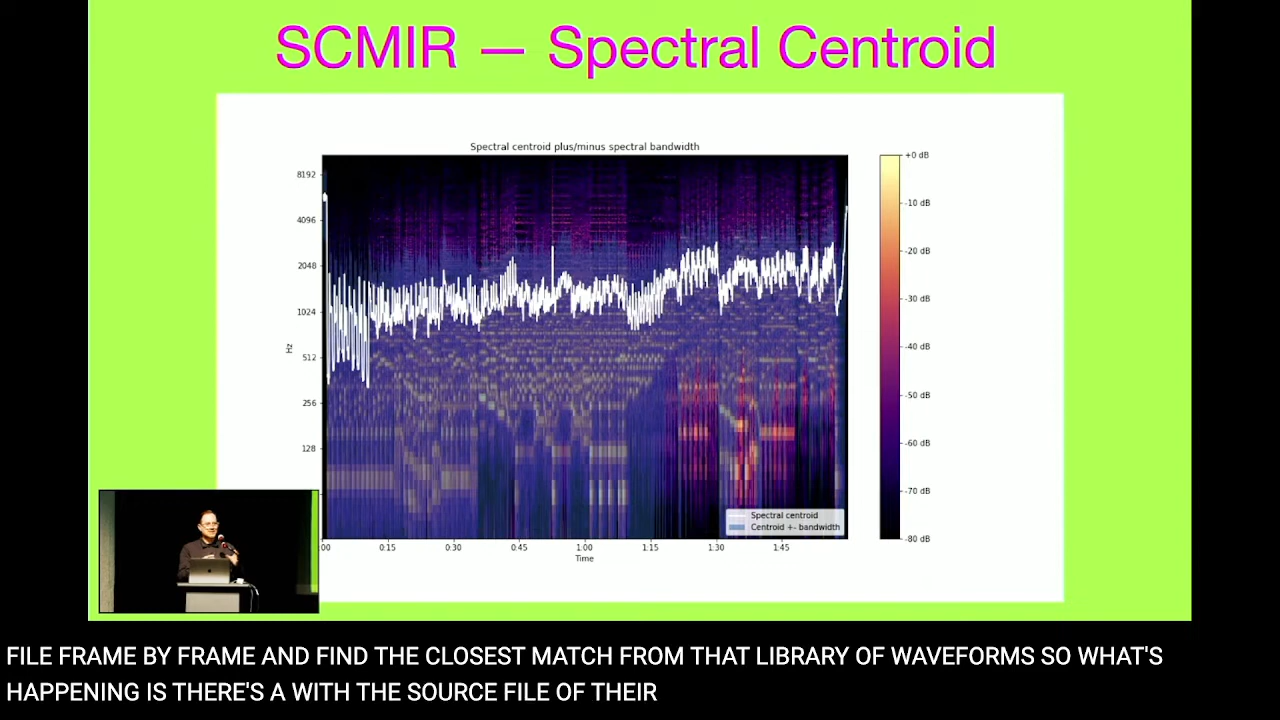 SCMIR — Spectral Centroid
Spectral centroid plus/minus spectral bandwidth
8192
4096
2048
1024
512
256
128
Hz
:00
0:15
0:30
0:45
1:00
1:15
1:30
1:45
Time
Spectral centroid
Centroid +- bandwidth
+0 dB
-10 dB
-20 dB
-30 dB
-40 dB
-50 dB
-60 dB
-70 dB
-80 dB
FILE FRAME BY FRAME AND FIND THE CLOSEST MATCH FROM THAT LIBRARY OF WAVEFORMS SO WHAT'S
HAPPENING IS THERE'S A WITH THE SOURCE FILE OF THEIR